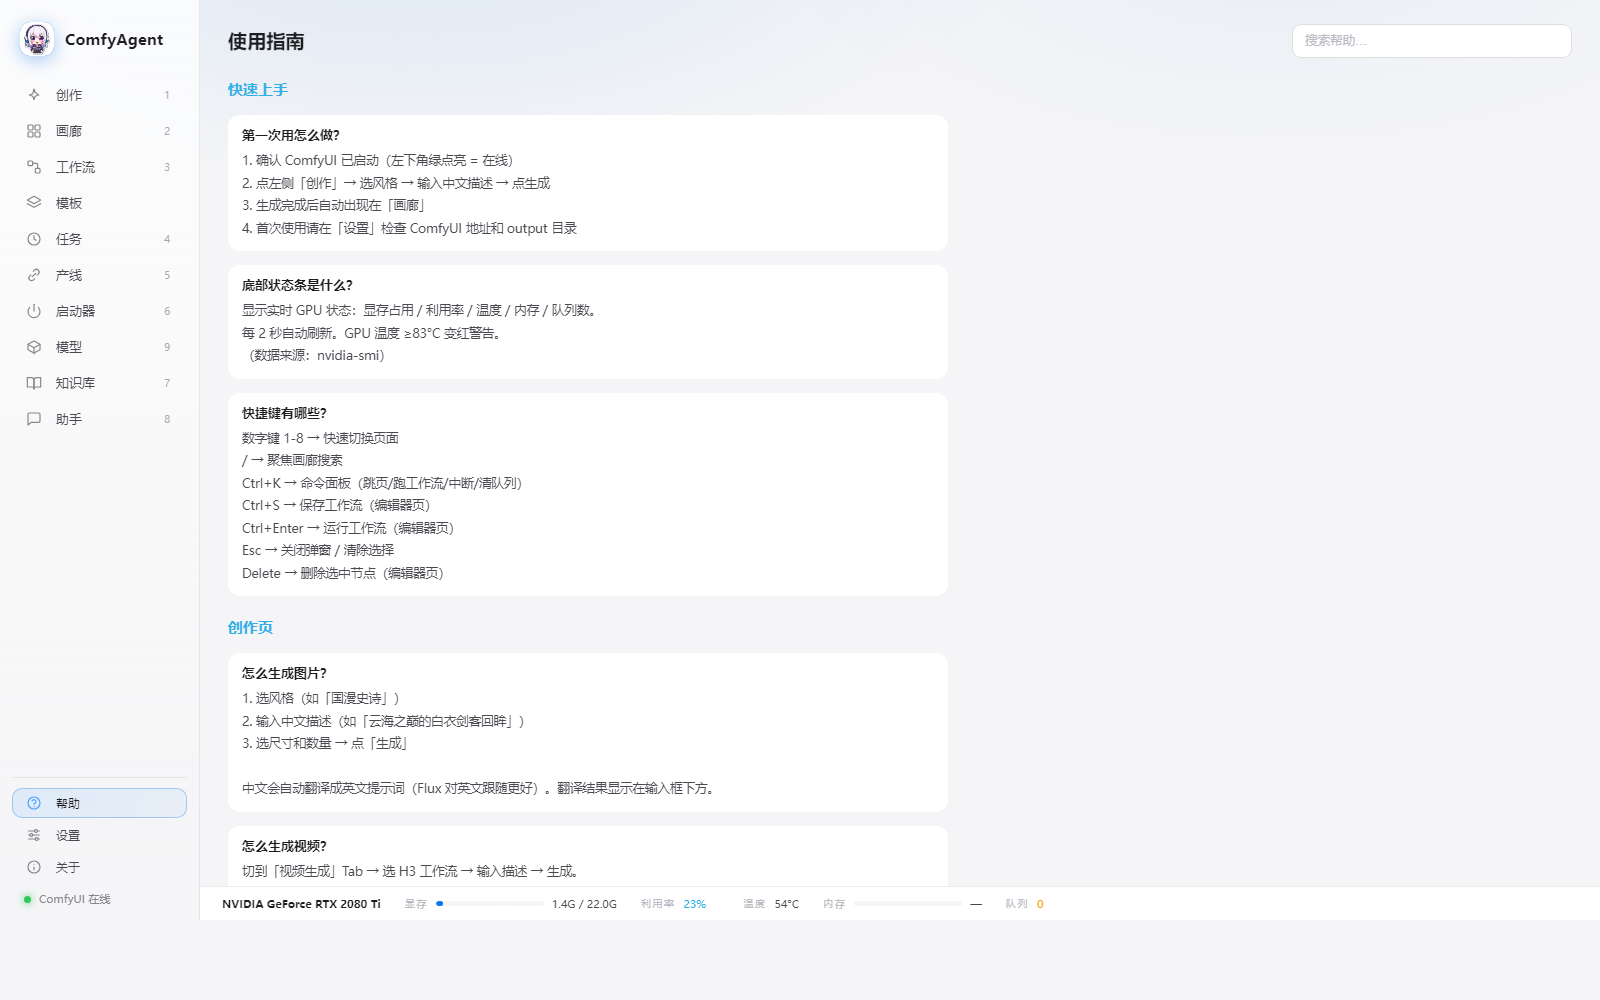 ComfyAgent
创作 1
画廊 2
工作流 3
模板
任务 4
产线 5
启动器 6
模型 9
知识库 7
助手 8
帮助
设置
关于
ComfyUI 在线
使用指南
搜索帮助...
快速上手
第一次用怎么做？
1. 确认 ComfyUI 已启动（左下角绿点亮 = 在线）
2. 点左侧「创作」→ 选风格 → 输入中文描述 → 点生成
3. 生成完成后自动出现在「画廊」
4. 首次使用请在「设置」检查 ComfyUI 地址和 output 目录
底部状态条是什么？
显示实时 GPU 状态：显存占用 / 利用率 / 温度 / 内存 / 队列数。
每 2 秒自动刷新。GPU 温度 ≥83°C 变红警告。
（数据来源：nvidia-smi）
快捷键有哪些？
数字键 1-8 → 快速切换页面
/ → 聚焦画廊搜索
Ctrl+K → 命令面板（跳页/跑工作流/中断/清队列）
Ctrl+S → 保存工作流（编辑器页）
Ctrl+Enter → 运行工作流（编辑器页）
Esc → 关闭弹窗 / 清除选择
Delete → 删除选中节点（编辑器页）
创作页
怎么生成图片？
1. 选风格（如「国漫史诗」）
2. 输入中文描述（如「云海之巅的白衣剑客回眸」）
3. 选尺寸和数量 → 点「生成」
中文会自动翻译成英文提示词（Flux 对英文跟随更好）。翻译结果显示在输入框下方。
怎么生成视频？
切到「视频生成」Tab → 选 H3 工作流 → 输入描述 → 生成。
NVIDIA GeForce RTX 2080 Ti 显存 1.4G / 22.0G 利用率 23% 温度 54°C 内存 — 队列 0